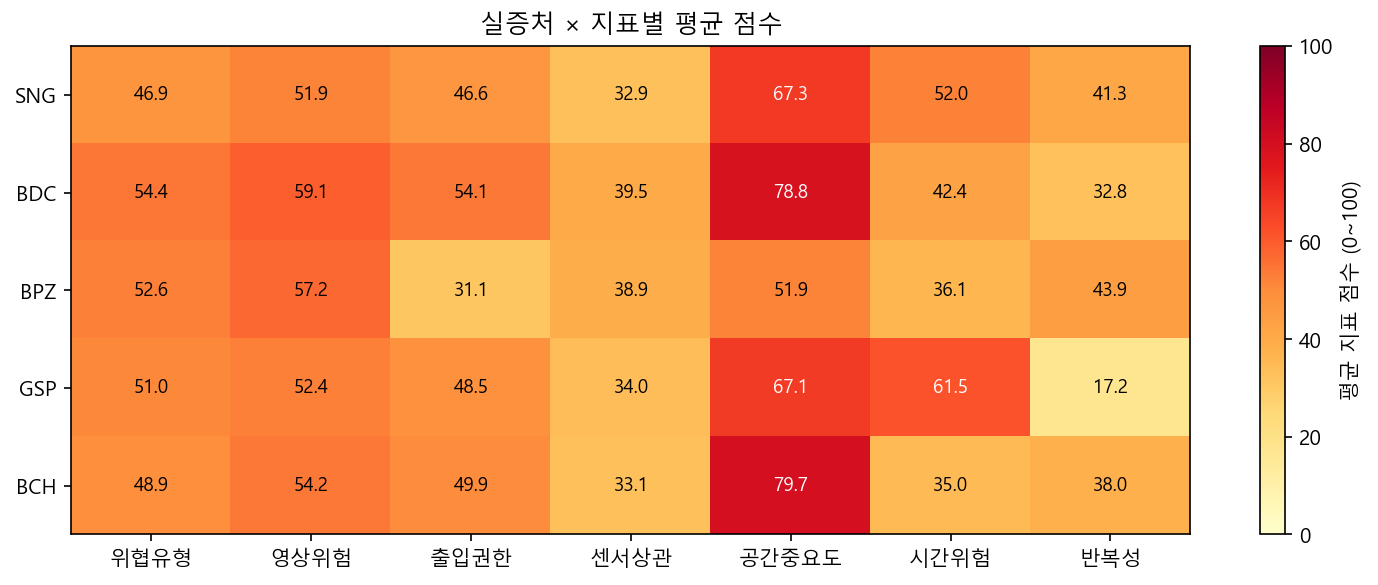 실증처 × 지표별 평균 점수
SNG 46.9 51.9 46.6 32.9 67.3 52.0 41.3
BDC 54.4 59.1 54.1 39.5 78.8 42.4 32.8
BPZ 52.6 57.2 31.1 38.9 51.9 36.1 43.9
GSP 51.0 52.4 48.5 34.0 67.1 61.5 17.2
BCH 48.9 54.2 49.9 33.1 79.7 35.0 38.0
위협유형 영상위험 출입권한 센서상관 공간중요도 시간위험 반복성
100
80
60
40
20
0
평균 지표 점수 (0~100)